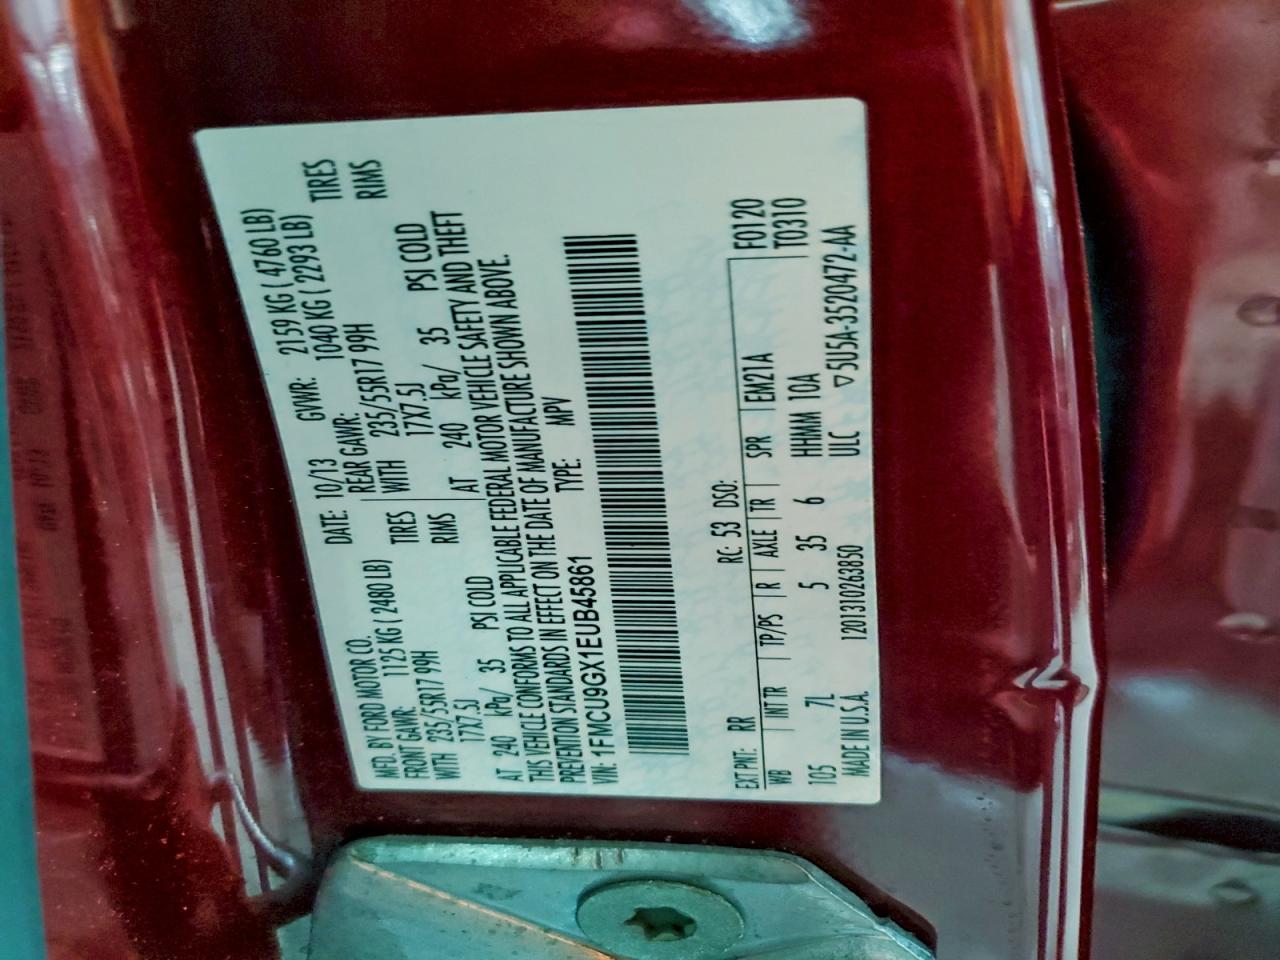 MFD. BY FORD MOTOR CO.
DATE: 10/13 GVWR: 2159 KG ( 4760 LB)
FRONT GAWR: 1125 KG ( 2480 LB)
REAR GAWR: 1040 KG ( 2293 LB)
WITH 235/55R17 99H TIRES
WITH 235/55R17 99H TIRES
17X7.5J RIMS
17X7.5J RIMS
AT 240 kPa/ 35 PSI COLD
AT 240 kPa/ 35 PSI COLD
THIS VEHICLE CONFORMS TO ALL APPLICABLE FEDERAL MOTOR VEHICLE SAFETY AND THEFT
PREVENTION STANDARDS IN EFFECT ON THE DATE OF MANUFACTURE SHOWN ABOVE.
VIN: 1FMCU9GX1EUB45861 TYPE: MPV
EXT PNT: RR RC: 53 DSO: F0120
WB INT TR TP/PS R AXLE TR SPR EM21A T0310
105 7L 5 35 6 HHMM 10A
MADE IN U.S.A. 120131026​3850 ULC ▽5U5A-3520472-AA